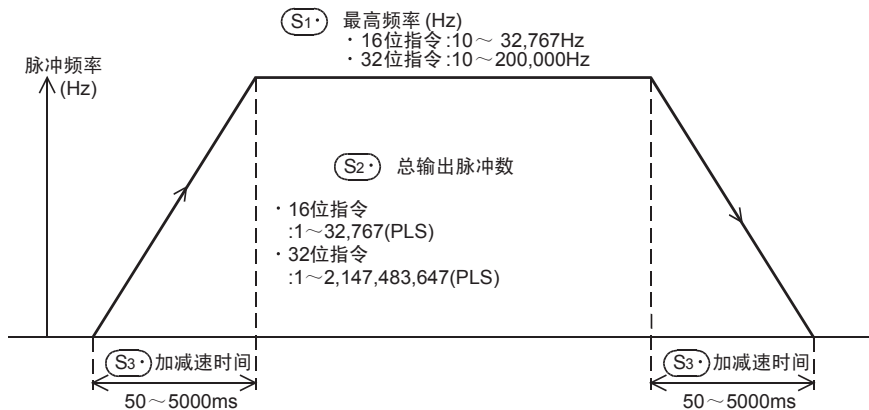 S1· 最高频率 (Hz)
· 16位指令 :10～ 32,767Hz
· 32位指令 :10～200,000Hz
脉冲频率
(Hz)
S2· 总输出脉冲数
· 16位指令
:1～32,767(PLS)
· 32位指令
:1～2,147,483,647(PLS)
S3· 加减速时间
50～5000ms
S3· 加减速时间
50～5000ms